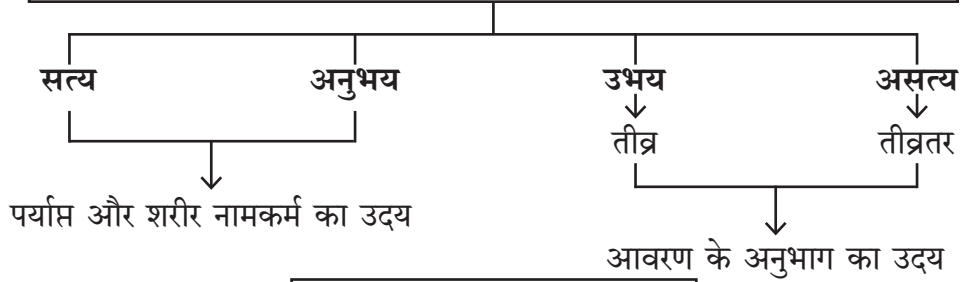 सत्य अनुभय उभय असत्य
तीव्र तीव्रतर
पर्याप्त और शरीर नामकर्म का उदय
आवरण के अनुभाग का उदय